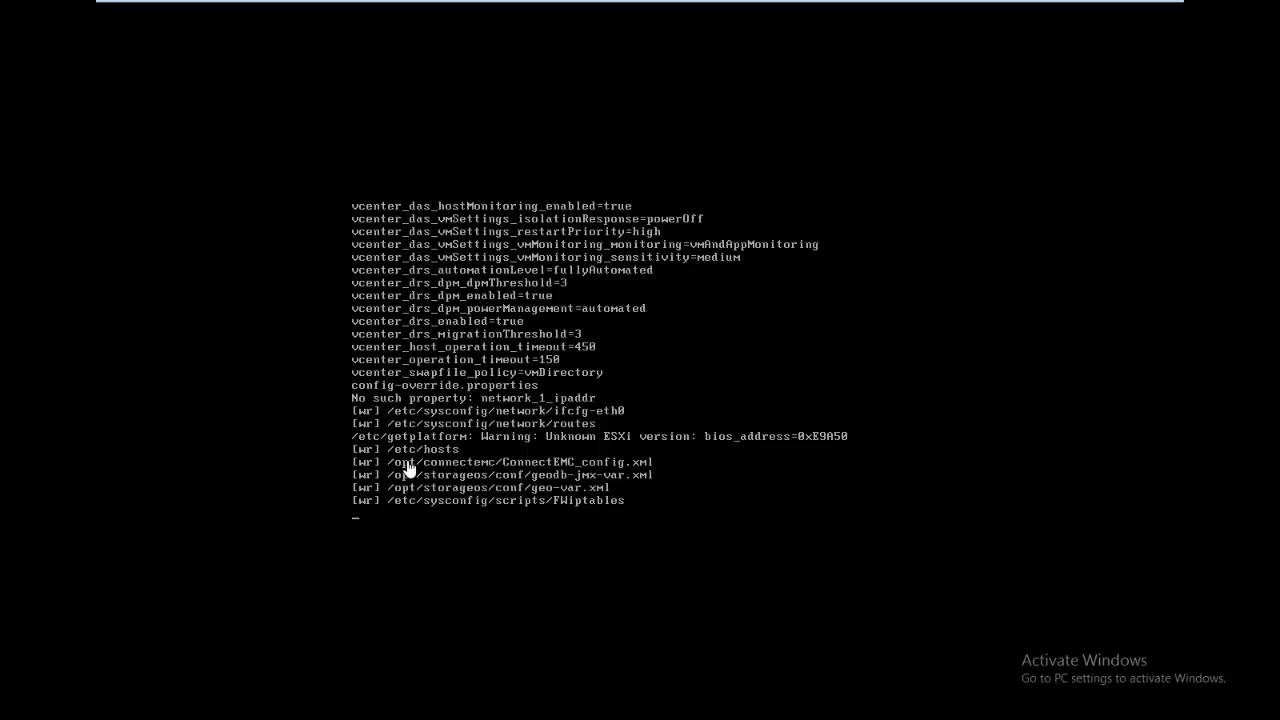 vcenter_das_hostMonitoring_enabled=true
vcenter_das_vmSettings_isolationResponse=powerOff
vcenter_das_vmSettings_restartPriority=high
vcenter_das_vmSettings_vmMonitoring_monitoring=vmAndAppMonitoring
vcenter_das_vmSettings_vmMonitoring_sensitivity=medium
vcenter_drs_automationLevel=fullyAutomated
vcenter_drs_dpm_dpmThreshold=3
vcenter_drs_dpm_enabled=true
vcenter_drs_dpm_powerManagement=automated
vcenter_drs_enabled=true
vcenter_drs_migrationThreshold=3
vcenter_host_operation_timeout=450
vcenter_operation_timeout=150
vcenter_swapfile_policy=vmDirectory
config-override.properties
No such property: network_1_ipaddr
[wr] /etc/sysconfig/network/ifcfg-eth0
[wr] /etc/sysconfig/network/routes
/etc/getplatform: Warning: Unknown ESXi version: bios_address=0xE9A50
[wr] /etc/hosts
[wr] /opt/connectemc/ConnectEMC_config.xml
[wr] /opt/storageos/conf/geodb-jmx-var.xml
[wr] /opt/storageos/conf/geo-var.xml
[wr] /etc/sysconfig/scripts/FWiptables
_
Activate Windows
Go to PC settings to activate Windows.